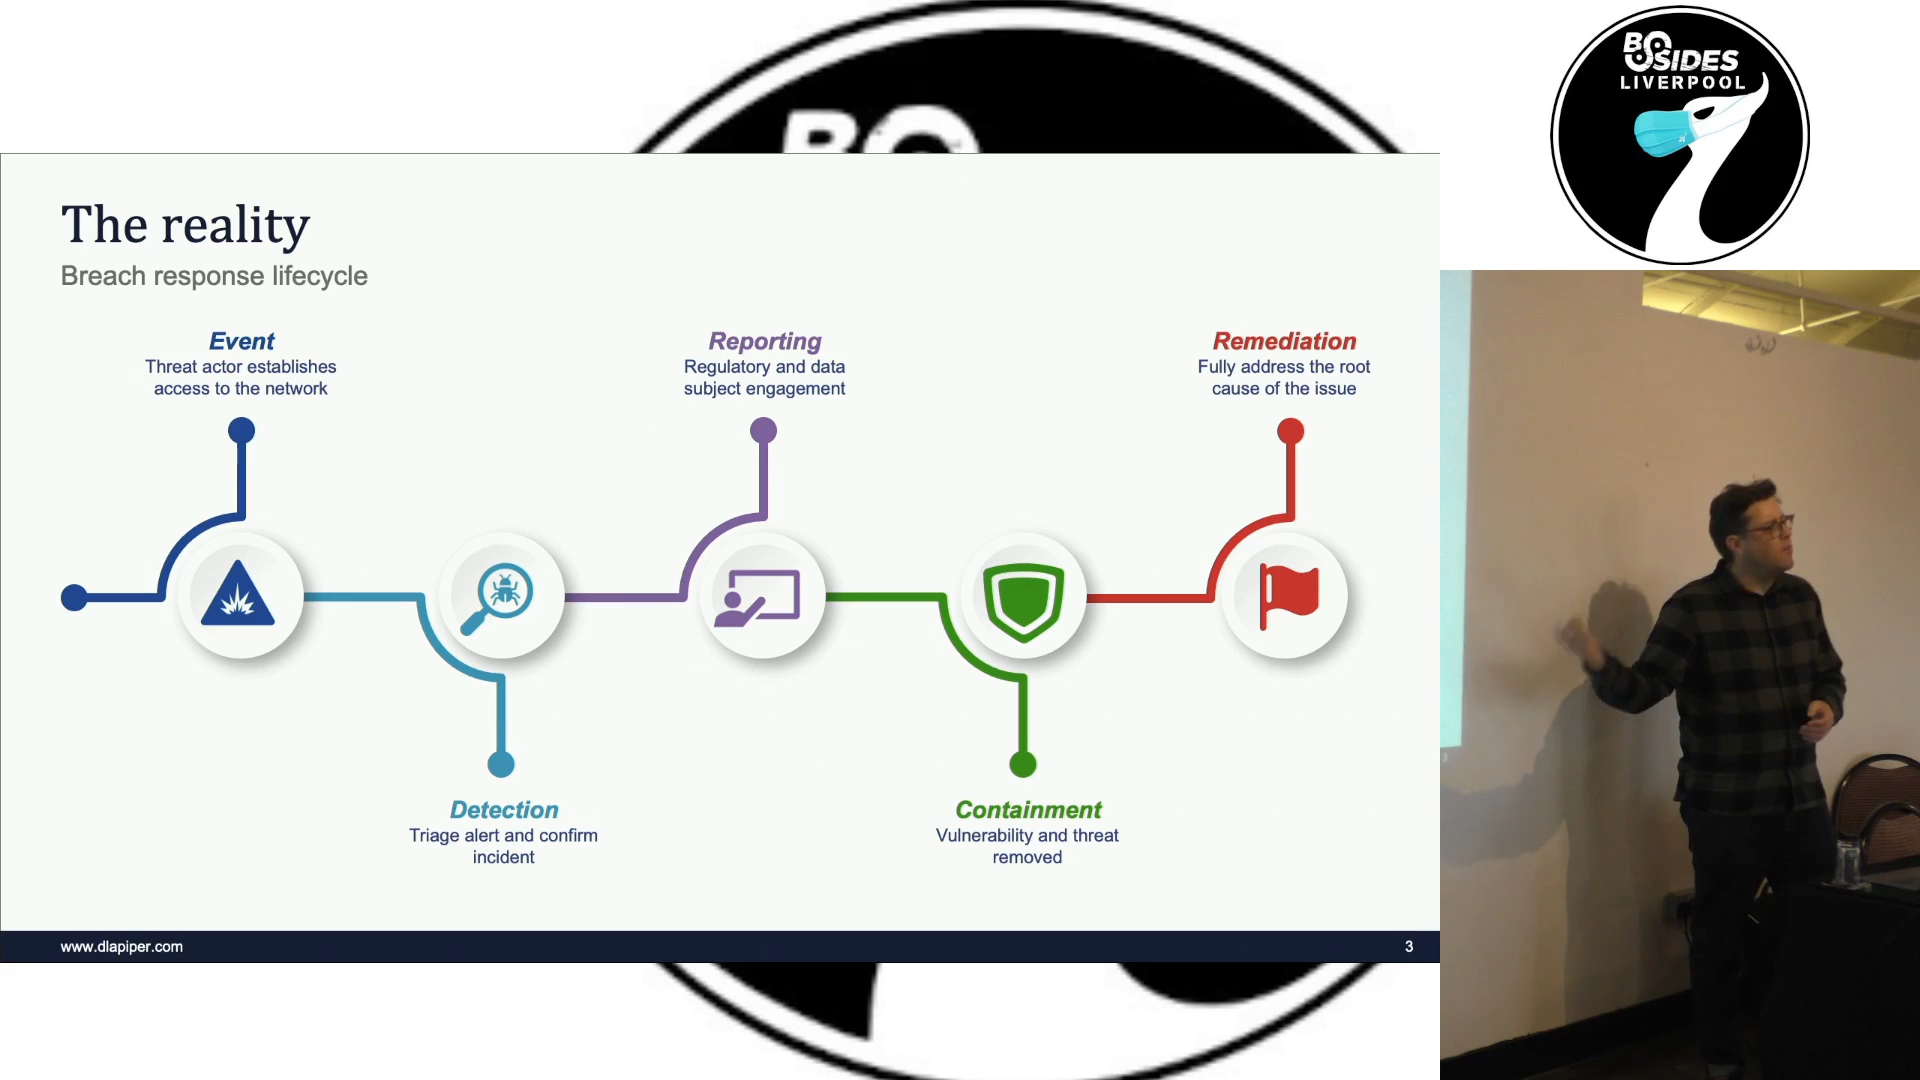 BSIDES
LIVERPOOL
The reality
Breach response lifecycle
Event
Threat actor establishes
access to the network
Reporting
Regulatory and data
subject engagement
Remediation
Fully address the root
cause of the issue
Detection
Triage alert and confirm
incident
Containment
Vulnerability and threat
removed
www.dlapiper.com
3